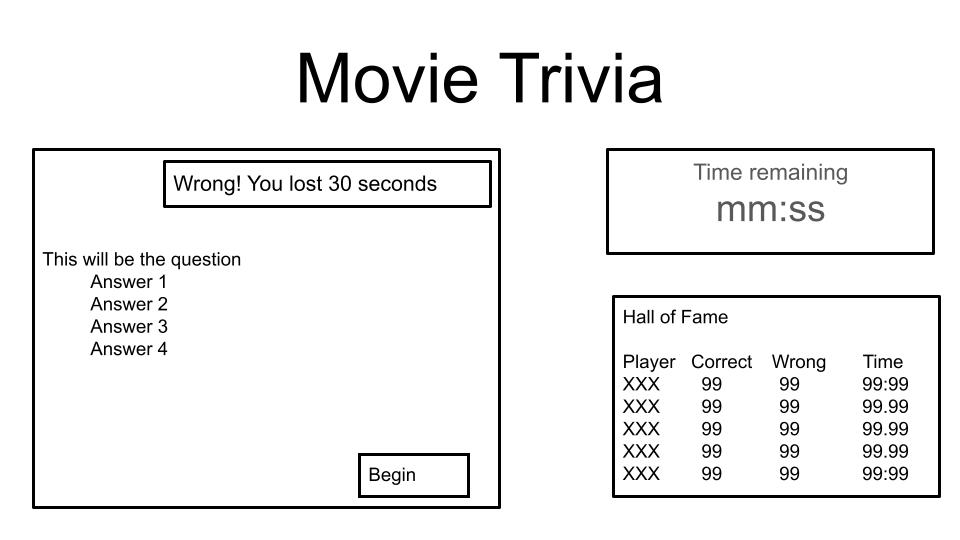 Movie Trivia
Wrong! You lost 30 seconds
This will be the question
Answer 1
Answer 2
Answer 3
Answer 4
Begin
Time remaining
mm:ss
Hall of Fame
Player Correct Wrong Time
XXX 99 99 99:99
XXX 99 99 99.99
XXX 99 99 99.99
XXX 99 99 99.99
XXX 99 99 99:99